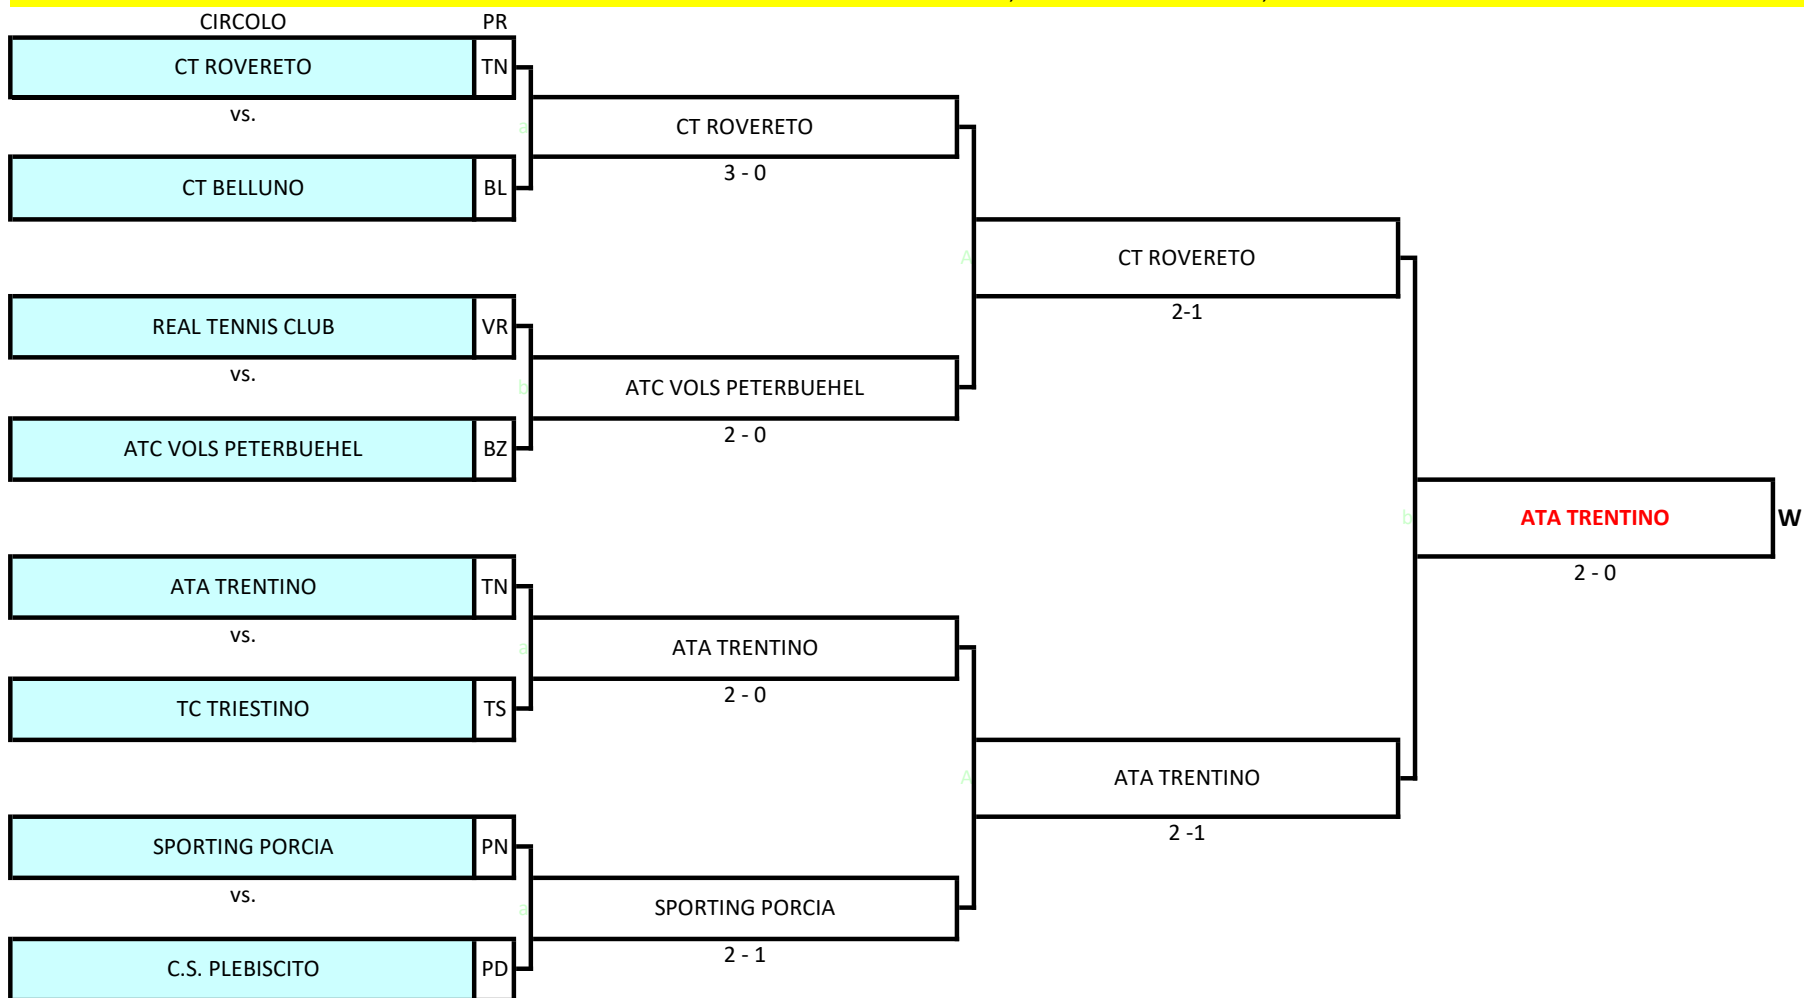 CIRCOLO PR
CT ROVERETO TN
vs.
a
CT ROVERETO
CT BELLUNO BL
3 - 0
A
CT ROVERETO
REAL TENNIS CLUB VR
2-1
vs.
b
ATC VOLS PETERBUEHEL
ATC VOLS PETERBUEHEL BZ
2 - 0
b
ATA TRENTINO W
ATA TRENTINO TN
2 - 0
vs.
a
ATA TRENTINO
TC TRIESTINO TS
2 - 0
A
ATA TRENTINO
SPORTING PORCIA PN
2 -1
vs.
a
SPORTING PORCIA
C.S. PLEBISCITO PD
2 - 1